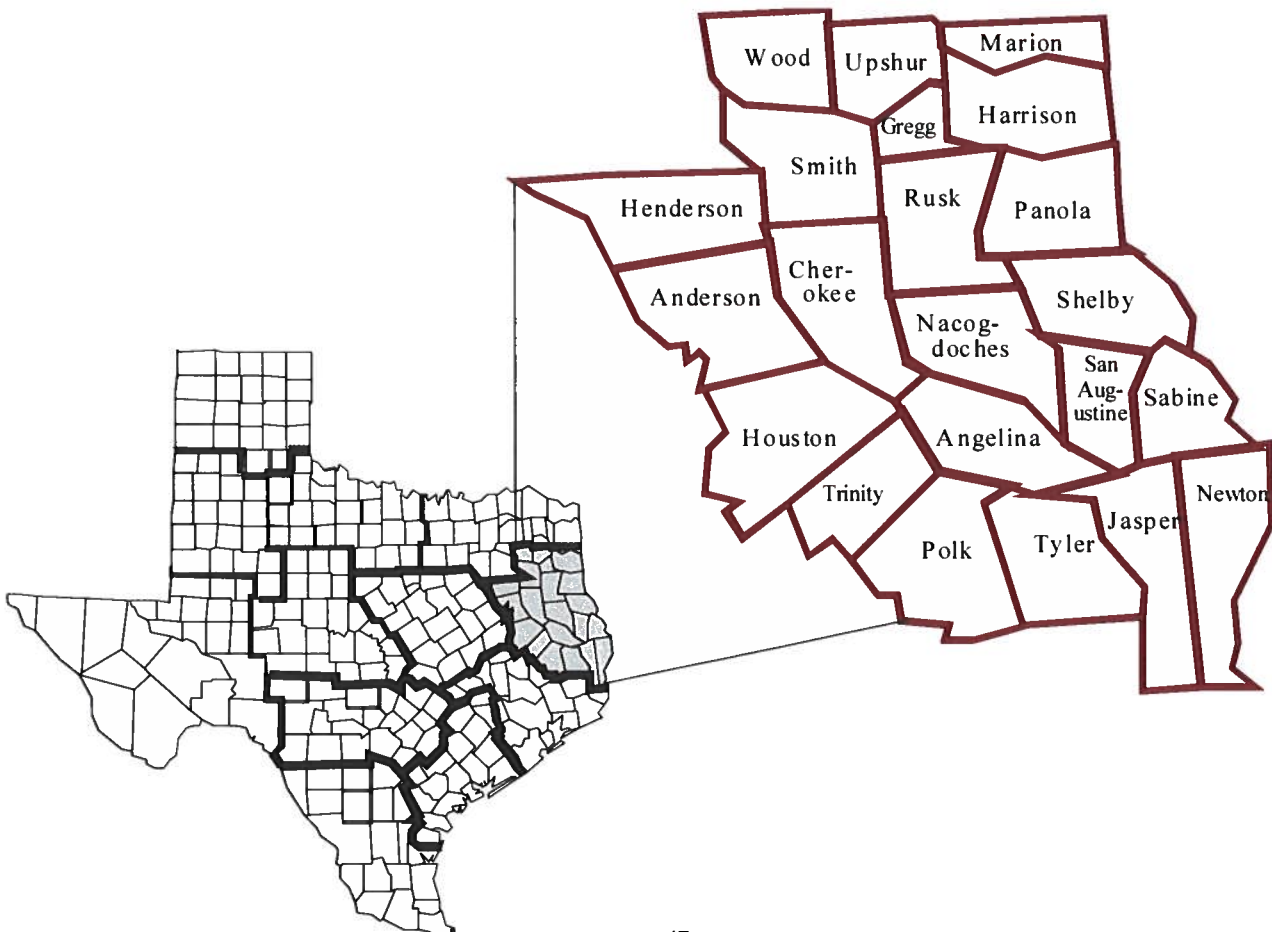 Wood
Upshur
Marion
Gregg
Harrison
Smith
Henderson
Rusk
Panola
Anderson
Cher-
okee
Shelby
Nacog-
doches
San
Aug-
ustine
Sabine
Houston
Angelina
Trinity
Polk
Tyler
Jasper
Newton